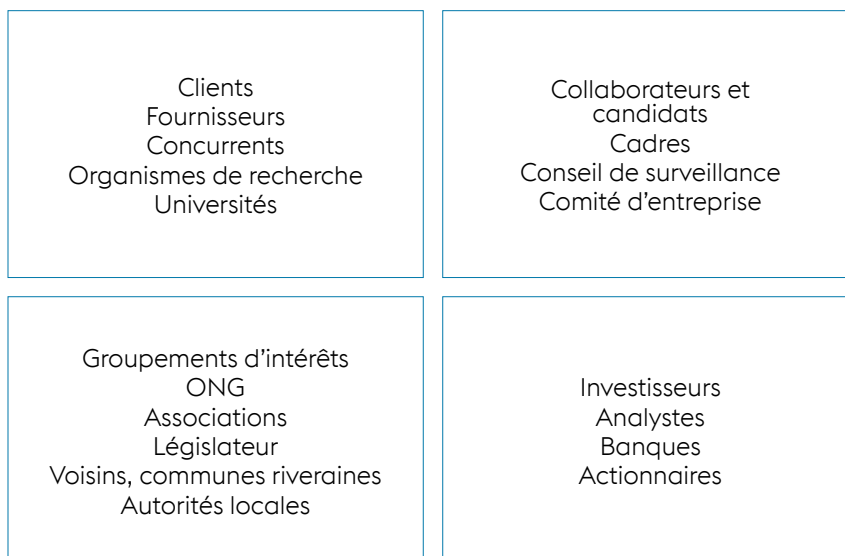 Clients
Fournisseurs
Concurrents
Organismes de recherche
Universités
Collaborateurs et
candidats
Cadres
Conseil de surveillance
Comité d'entreprise
Groupements d'intérêts
ONG
Associations
Législateur
Voisins, communes riveraines
Autorités locales
Investisseurs
Analystes
Banques
Actionnaires